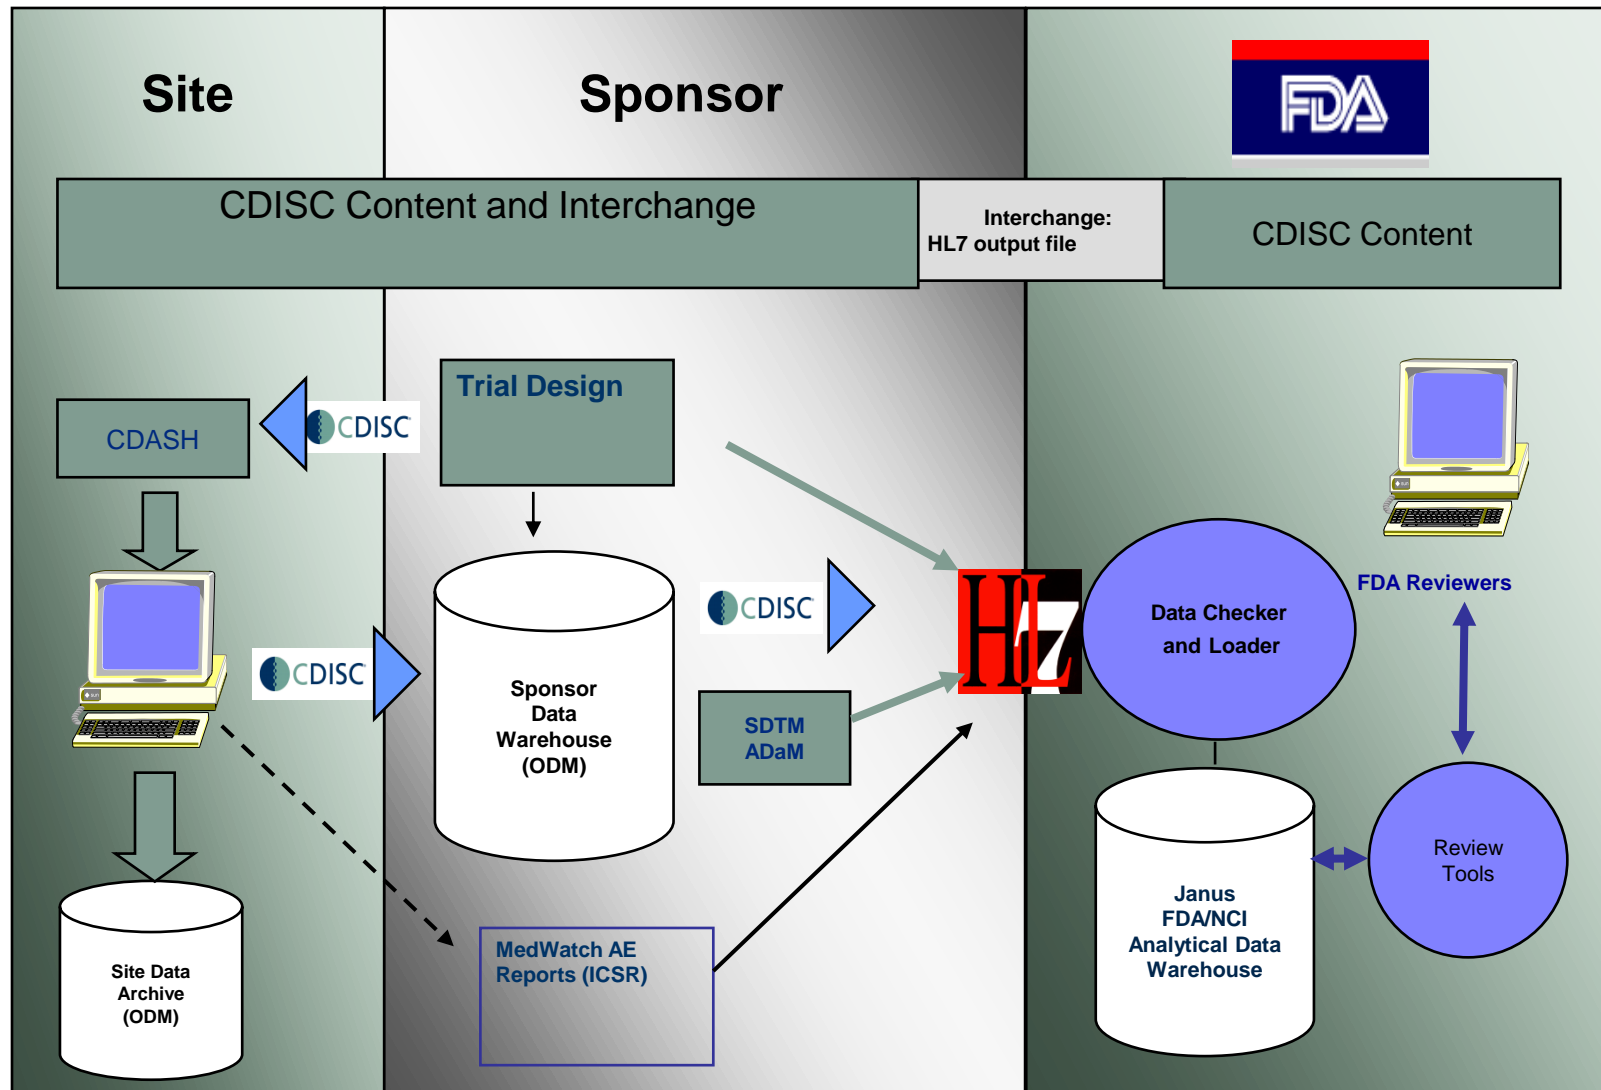 Site
Sponsor
FDA
CDISC Content and Interchange
Interchange:
HL7 output file
CDISC Content
Trial Design
CDISC
CDASH
CDISC
FDA Reviewers
HL7
Data Checker
and Loader
CDISC
Sponsor
Data
Warehouse
(ODM)
SDTM
ADaM
Review
Tools
Janus
FDA/NCI
Analytical Data
Warehouse
MedWatch AE
Reports (ICSR)
Site Data
Archive
(ODM)